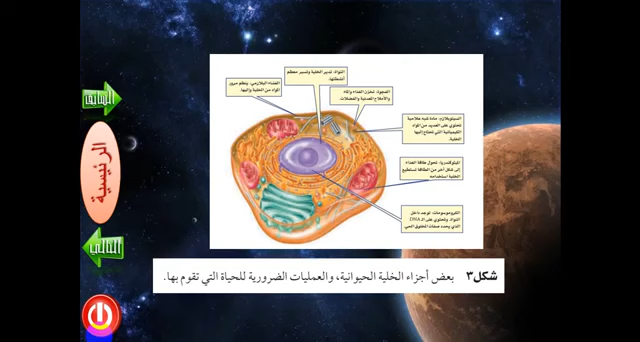 النواة: تدير الخلية وتسير معظم
أنشطتها.
الغشاء البلازمي: ينظم مرور
المواد من الخلية وإليها.
الفجوة: تخزن الغذاء والماء
والأملاح المعدنية والفضلات.
السيتوبلازم: مادة شبه هلامية
تحتوي على العديد من المواد
الكيميائية التي تحتاج إليها
الخلية.
الميتوكندريا: تحول طاقة الغذاء
إلى شكل آخر من الطاقة تستطيع
الخلية استخدامه.
الكروموسومات: توجد داخل
النواة، وتحتوي على الـ DNA
الذي يحدد صفات المخلوق الحي.
السابق
الرئيسية
التالي
شكل ٣ بعض أجزاء الخلية الحيوانية، والعمليات الضرورية للحياة التي تقوم بها.